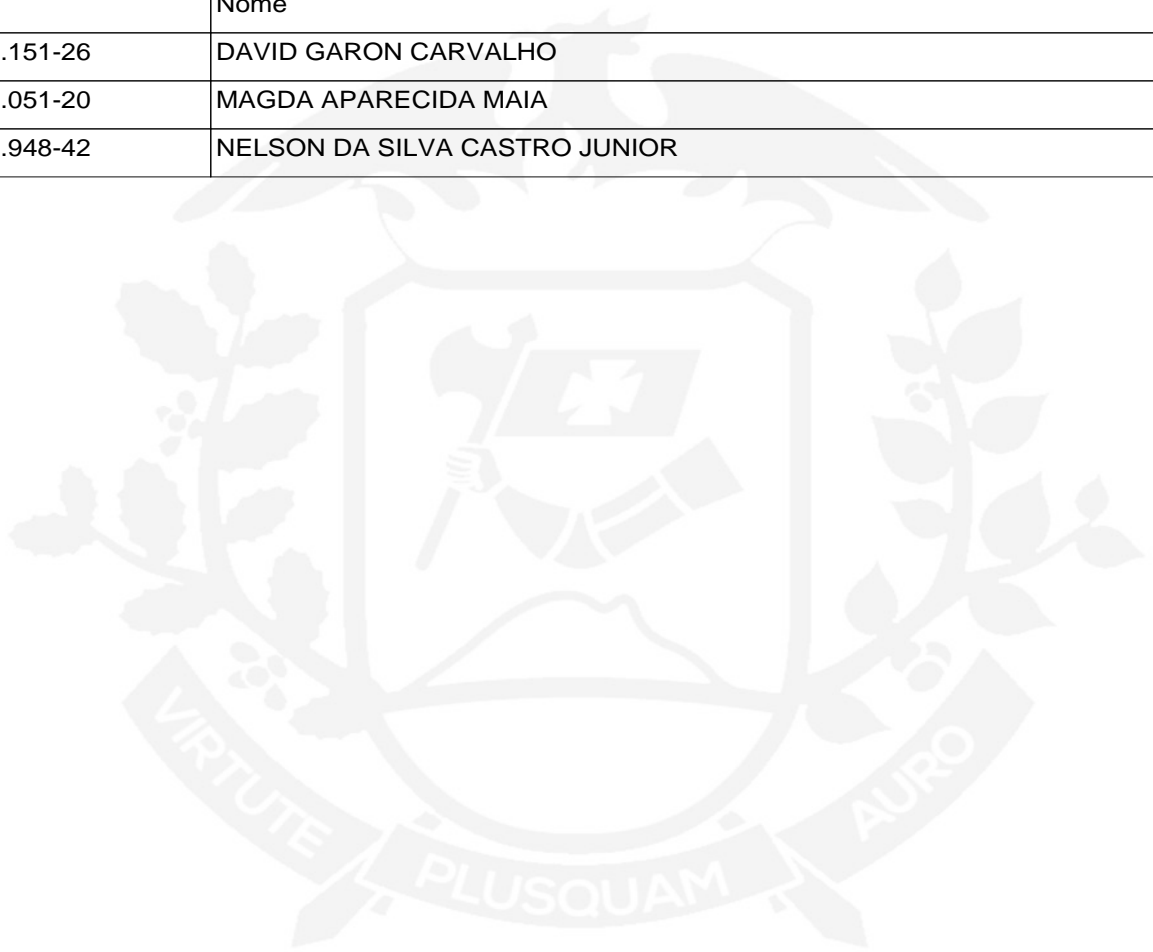 Nome
.151-26 DAVID GARON CARVALHO
.051-20 MAGDA APARECIDA MAIA
.948-42 NELSON DA SILVA CASTRO JUNIOR
VIRTUTE PLUSQUAM AURO